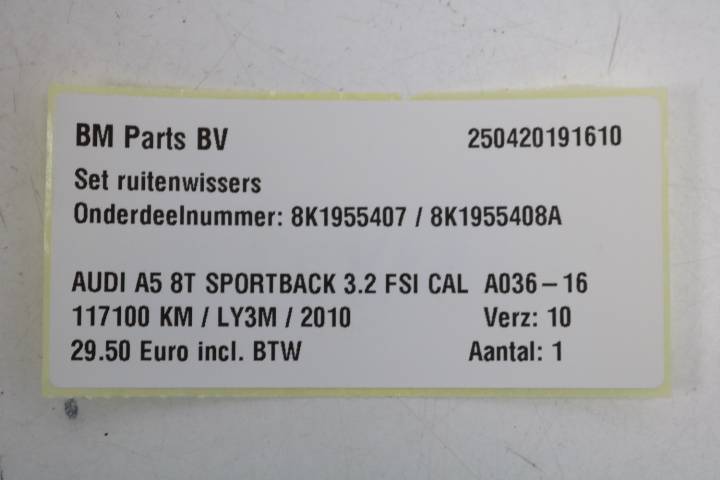 BM Parts BV 250420191610
Set ruitenwissers
Onderdeelnummer: 8K1955407 / 8K1955408A
AUDI A5 8T SPORTBACK 3.2 FSI CAL A036-16
117100 KM / LY3M / 2010 Verz: 10
29.50 Euro incl. BTW Aantal: 1